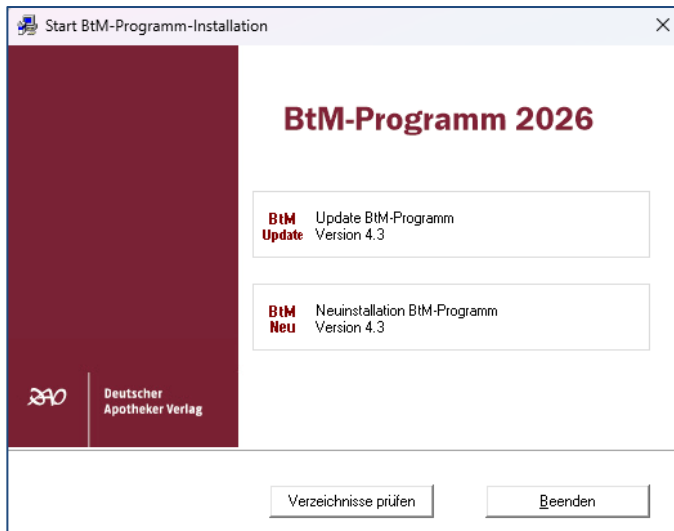 Start BtM-Programm-Installation
BtM-Programm 2026
BtM
Update
Update BtM-Programm
Version 4.3
BtM
Neu
Neuinstallation BtM-Programm
Version 4.3
Deutscher
Apotheker Verlag
Verzeichnisse prüfen
Beenden